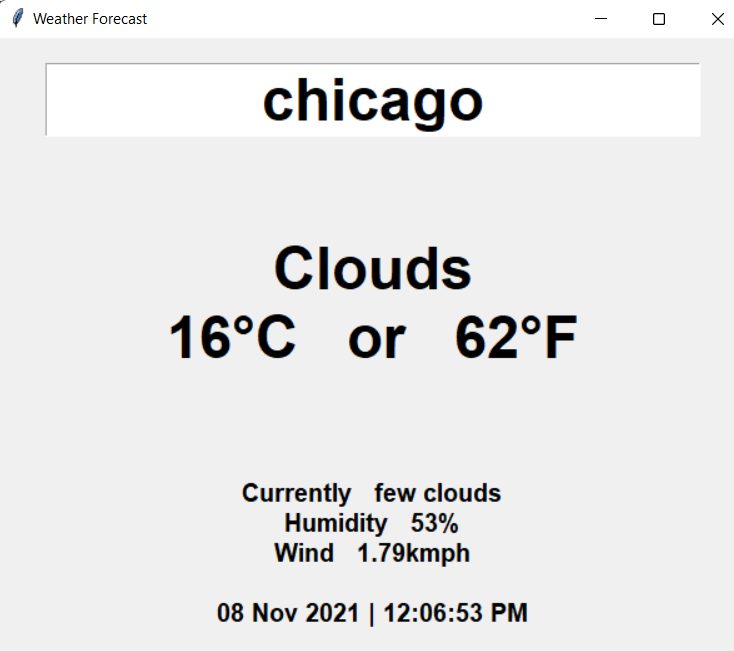 Weather Forecast
chicago
Clouds
16°C or 62°F
Currently few clouds
Humidity 53%
Wind 1.79kmph
08 Nov 2021 | 12:06:53 PM